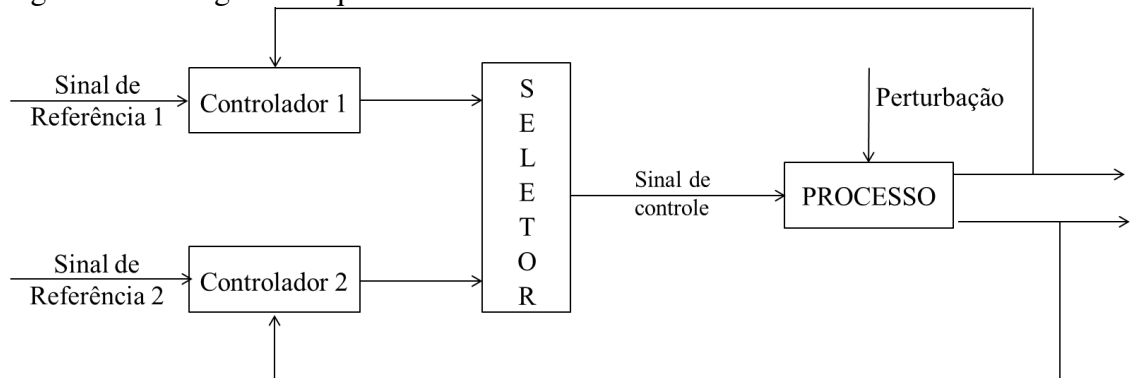 Sinal de
Referência 1
Controlador 1
S
E
L
E
T
O
R
Perturbação
Sinal de
controle
PROCESSO
Sinal de
Referência 2
Controlador 2